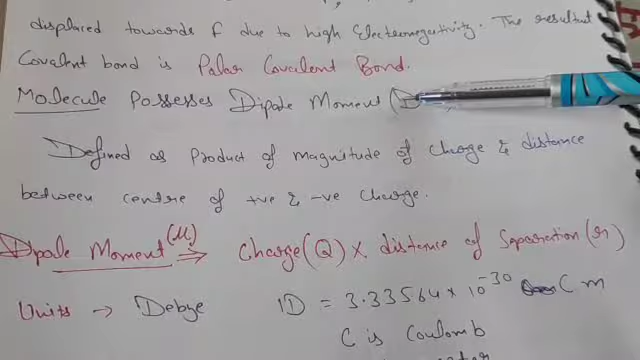 displaced towards F due to high Electronegativity. The resultant
Covalent bond is Polar Covalent Bond.
Molecule Possesses Dipole Moment (D
Defined as Product of magnitude of Charge & distance
between centre of +ve & -ve Charge.
Dipole Moment (μ) ⇒ Charge(Q) × distance of Separation (r)
Units → Debye 1D = 3.33564 × 10⁻³⁰ C m
C is Coulomb